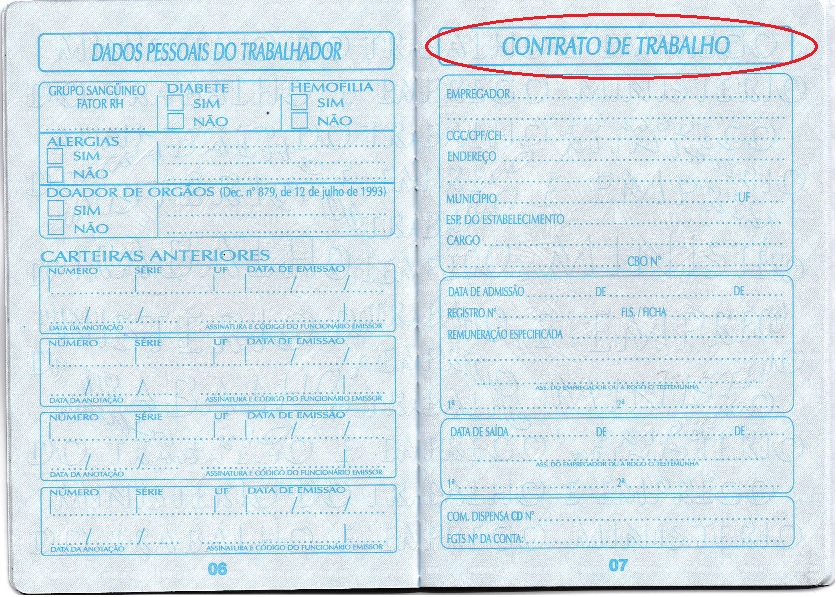 DADOS PESSOAIS DO TRABALHADOR
GRUPO SANGÜINEO
FATOR RH
DIABETE
SIM
NÃO
HEMOFILIA
SIM
NÃO
ALERGIAS
SIM
NÃO
DOADOR DE ORGÃOS (Dec. nº 879, de 12 de julho de 1993)
SIM
NÃO
CARTEIRAS ANTERIORES
NÚMERO SÉRIE UF DATA DE EMISSÃO
DATA DA ANOTAÇÃO ASSINATURA E CÓDIGO DO FUNCIONÁRIO EMISSOR
NÚMERO SÉRIE UF DATA DE EMISSÃO
DATA DA ANOTAÇÃO ASSINATURA E CÓDIGO DO FUNCIONÁRIO EMISSOR
NÚMERO SÉRIE UF DATA DE EMISSÃO
DATA DA ANOTAÇÃO ASSINATURA E CÓDIGO DO FUNCIONÁRIO EMISSOR
NÚMERO SÉRIE UF DATA DE EMISSÃO
DATA DA ANOTAÇÃO ASSINATURA E CÓDIGO DO FUNCIONÁRIO EMISSOR
06
CONTRATO DE TRABALHO
EMPREGADOR
CGC/CPF/CEI
ENDEREÇO
MUNICÍPIO UF
ESP. DO ESTABELECIMENTO
CARGO
CBO Nº
DATA DE ADMISSÃO DE DE
REGISTRO Nº FLS. / FICHA
REMUNERAÇÃO ESPECIFICADA
ASS. DO EMPREGADOR OU A ROGO C/ TESTEMUNHA
1ª 2ª
DATA DE SAÍDA DE DE
ASS. DO EMPREGADOR OU A ROGO C/ TESTEMUNHA
1ª 2ª
COM. DISPENSA CD Nº
FGTS Nº DA CONTA:
07